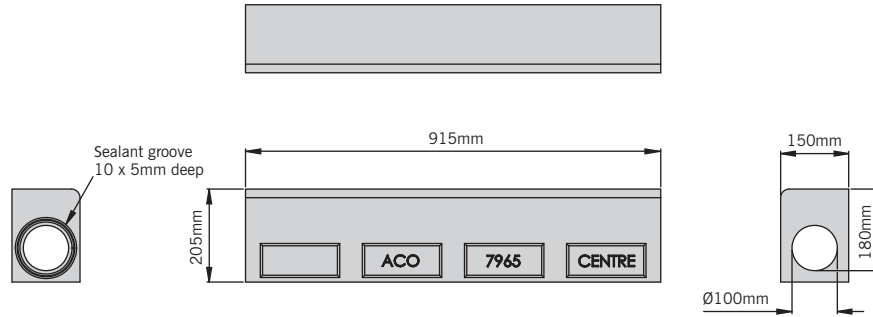 915mm
150mm
Sealant groove
10 x 5mm deep
205mm
180mm
ACO
7965
CENTRE
Ø100mm